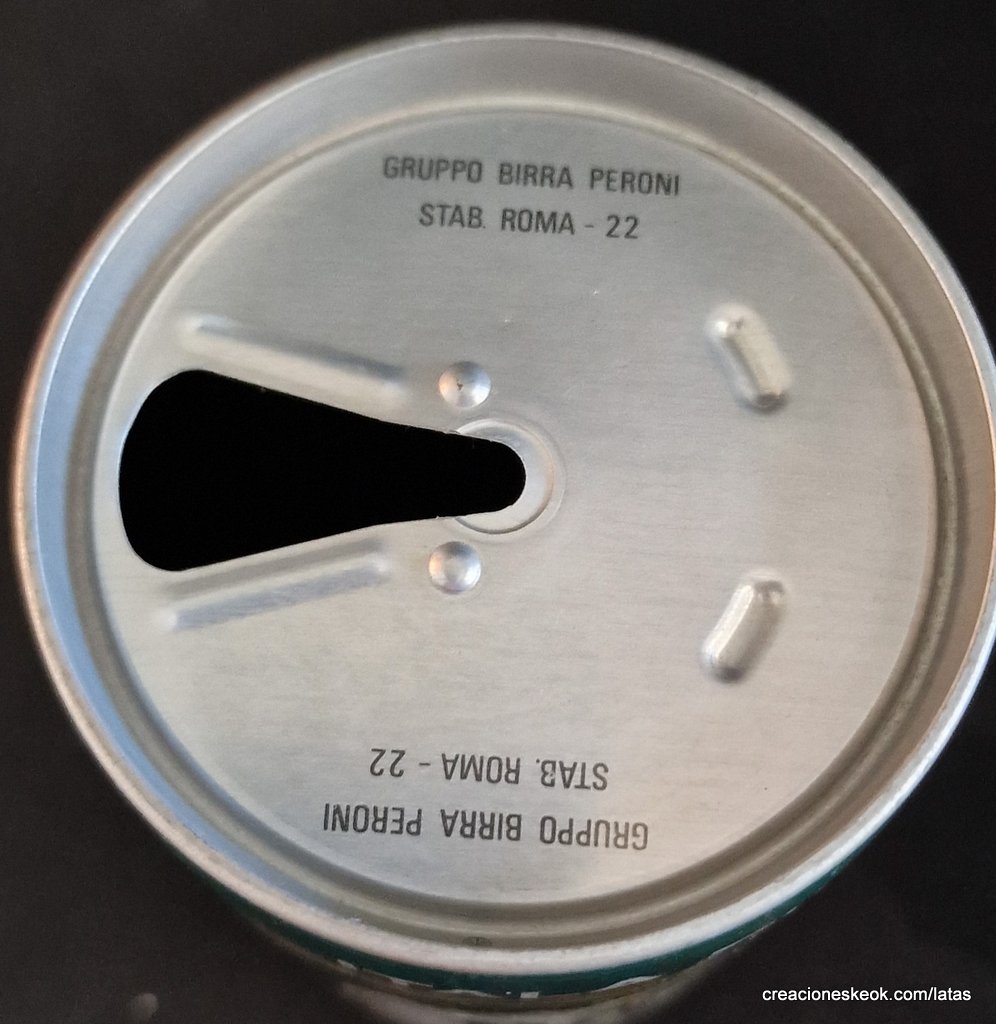 GRUPPO BIRRA PERONI
STAB. ROMA - 22
GRUPPO BIRRA PERONI
STAB. ROMA - 22
creacioneskeok.com/latas